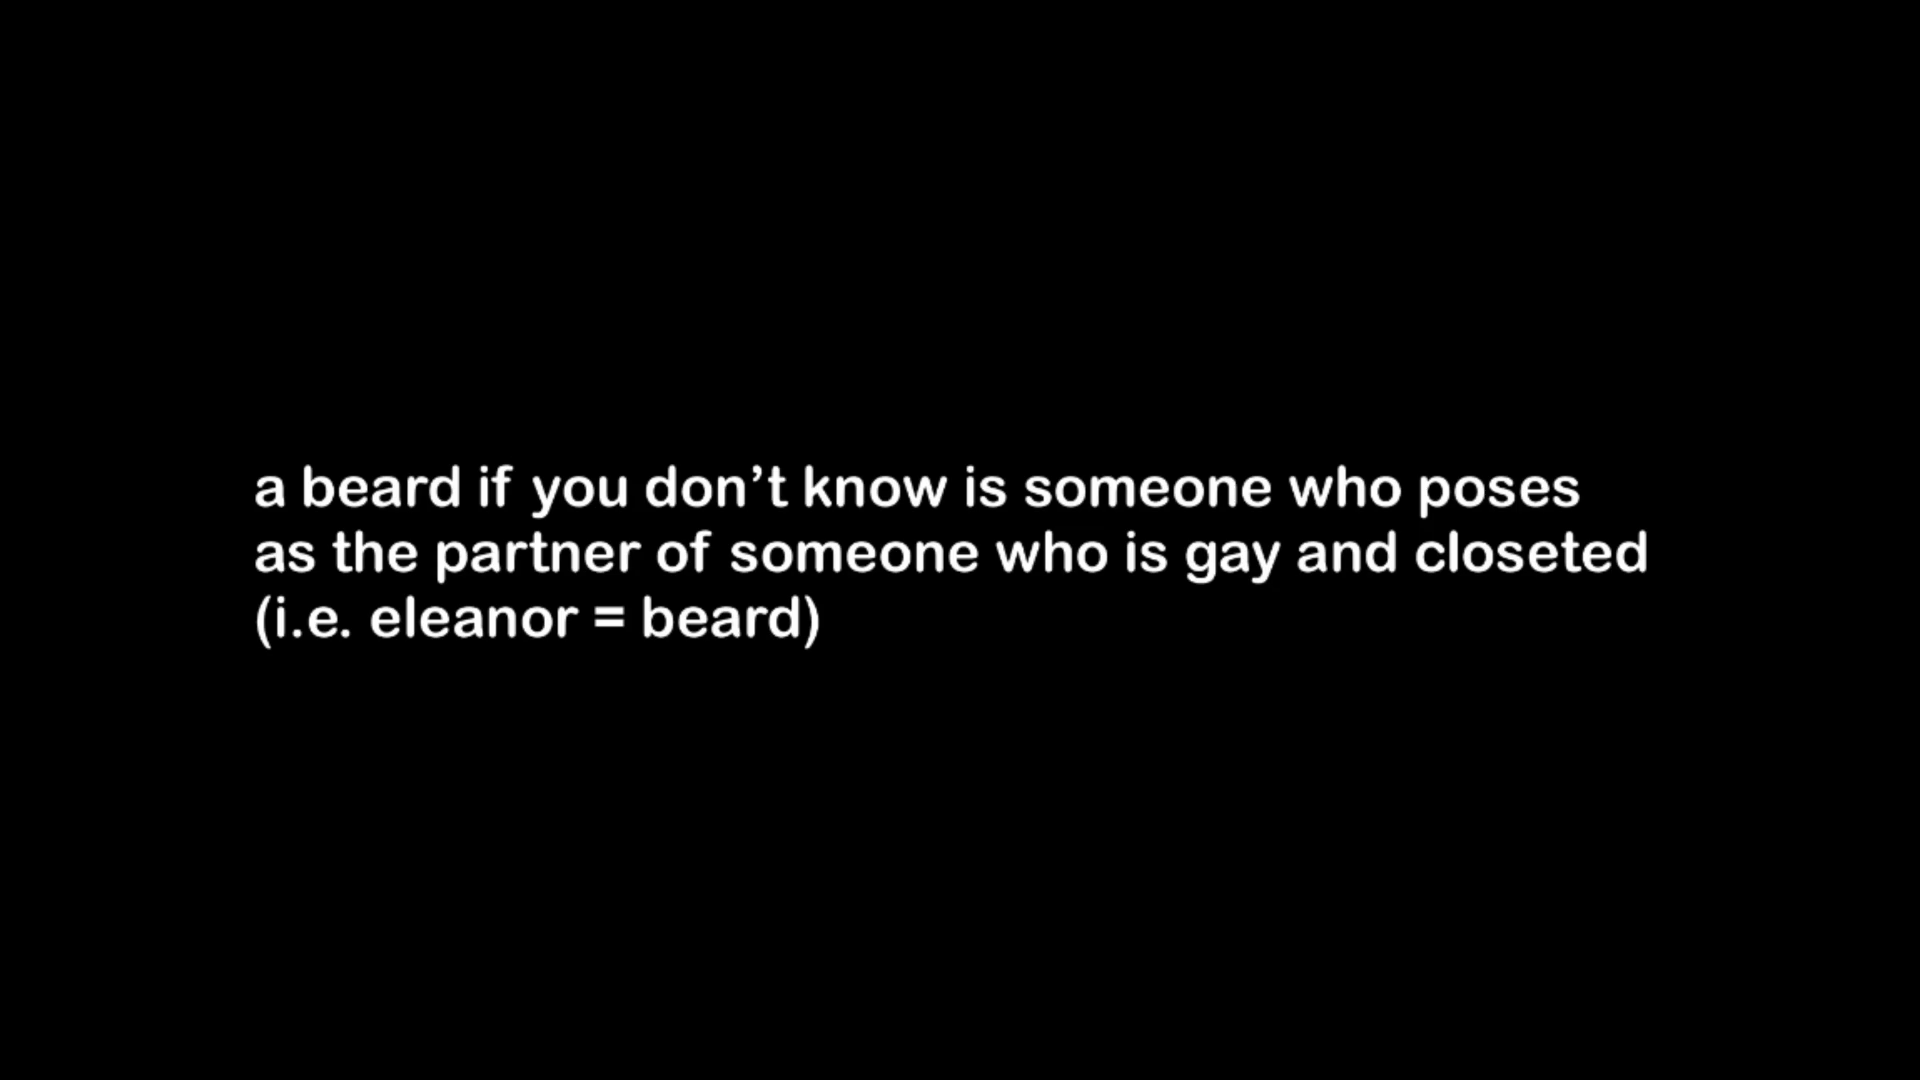 a beard if you don’t know is someone who poses
as the partner of someone who is gay and closeted
(i.e. eleanor = beard)